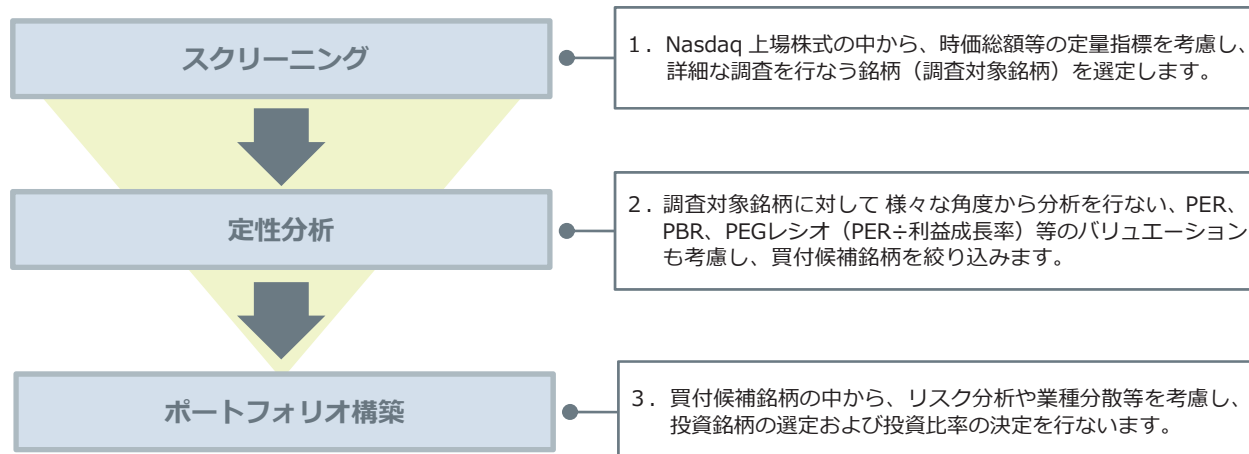 スクリーニング
1．Nasdaq 上場株式の中から、時価総額等の定量指標を考慮し、
詳細な調査を行なう銘柄（調査対象銘柄）を選定します。
定性分析
2．調査対象銘柄に対して 様々な角度から分析を行ない、PER、
PBR、PEGレシオ（PER÷利益成長率）等のバリュエーション
も考慮し、買付候補銘柄を絞り込みます。
ポートフォリオ構築
3．買付候補銘柄の中から、リスク分析や業種分散等を考慮し、
投資銘柄の選定および投資比率の決定を行ないます。